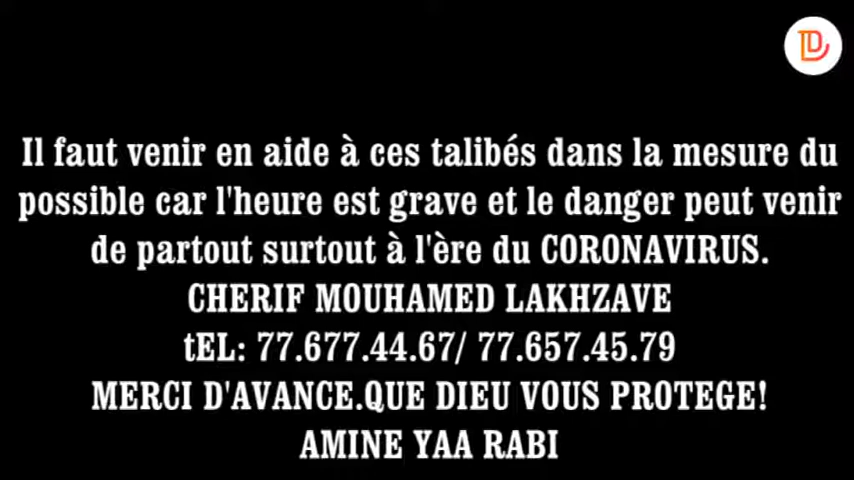 Il faut venir en aide à ces talibés dans la mesure du
possible car l'heure est grave et le danger peut venir
de partout surtout à l'ère du CORONAVIRUS.
CHERIF MOUHAMED LAKHZAVE
tEL: 77.677.44.67/ 77.657.45.79
MERCI D'AVANCE.QUE DIEU VOUS PROTEGE!
AMINE YAA RABI